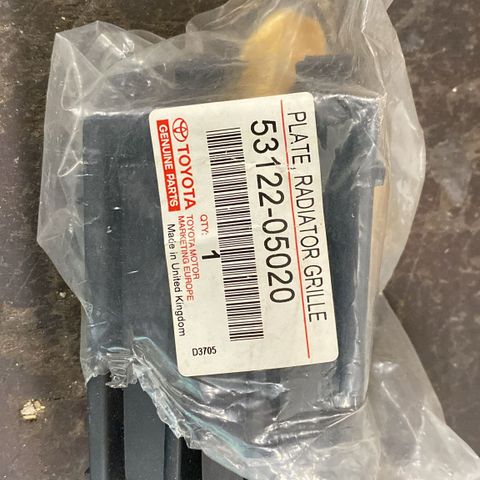 PLATE, RADIATOR GRILLE
53122-05020
QTY:
1
TOYOTA
GENUINE PARTS
TOYOTA MOTOR
MARKETING EUROPE
Made in United Kingdom
D3705